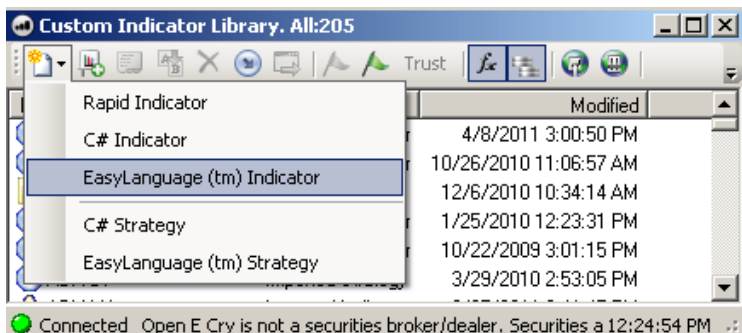 Custom Indicator Library. All:205
Trust fx
Rapid Indicator
Modified
C# Indicator
4/8/2011 3:00:50 PM
10/26/2010 11:06:57 AM
EasyLanguage (tm) Indicator
12/6/2010 10:34:14 AM
C# Strategy
1/25/2010 12:23:31 PM
10/22/2009 3:01:15 PM
EasyLanguage (tm) Strategy
3/29/2010 2:53:05 PM
Connected Open E Cry is not a securities broker/dealer. Securities a 12:24:54 PM